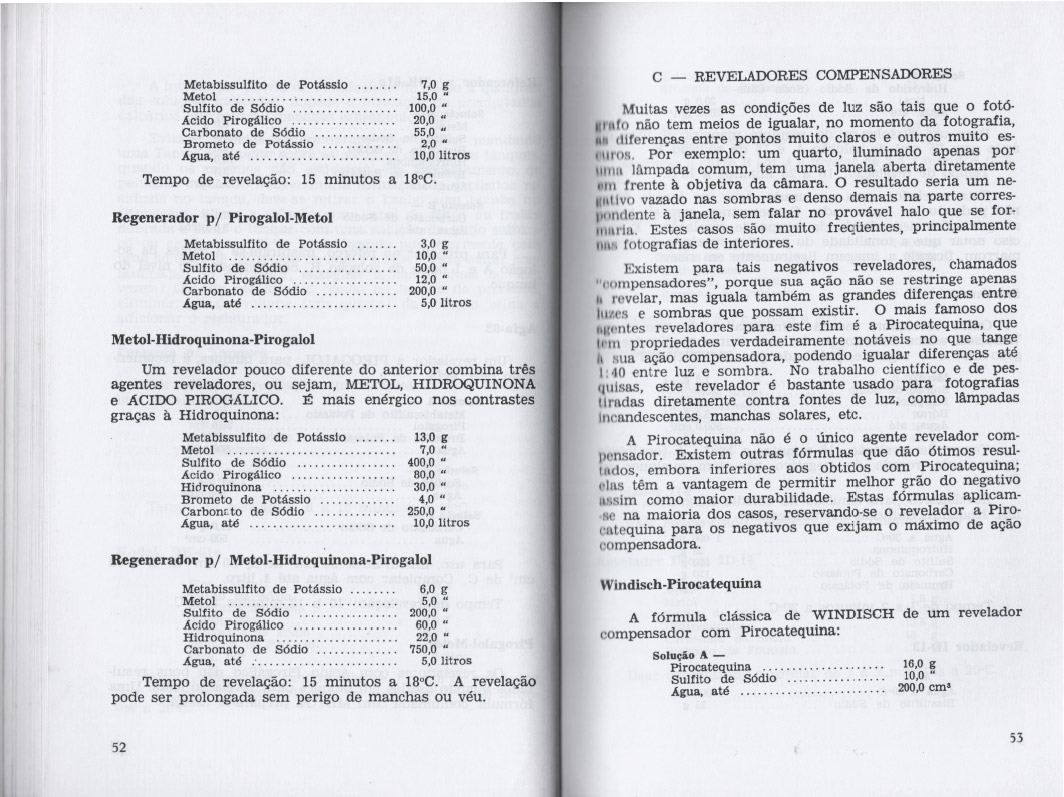 Metabissulfito de Potássio ....... 7,0 g
Metol .......................... 15,0 "
Sulfito de Sódio ................ 100,0 "
Ácido Pirogálico ................ 20,0 "
Carbonato de Sódio ............. 55,0 "
Brometo de Potássio ............ 2,0 "
Água, até ........................ 10,0 litros
Tempo de revelação: 15 minutos a 18°C.
Regenerador p/ Pirogalol-Metol
Metabissulfito de Potássio ....... 3,0 g
Metol ............................ 10,0 "
Sulfito de Sódio ................ 50,0 "
Ácido Pirogálico ................. 12,0 "
Carbonato de Sódio ............. 200,0 "
Água, até ........................ 5,0 litros
Metol-Hidroquinona-Pirogalol
Um revelador pouco diferente do anterior combina três
agentes reveladores, ou sejam, METOL, HIDROQUINONA
e ÁCIDO PIROGÁLICO. É mais enérgico nos contrastes
graças à Hidroquinona:
Metabissulfito de Potássio ....... 13,0 g
Metol ............................ 7,0 "
Sulfito de Sódio ................ 400,0 "
Ácido Pirogálico ................. 80,0 "
Hidroquinona .................... 30,0 "
Brometo de Potássio ............ 4,0 "
Carbonato de Sódio ............. 250,0 "
Água, até ........................ 10,0 litros
Regenerador p/ Metol-Hidroquinona-Pirogalol
Metabissulfito de Potássio ........ 6,0 g
Metol ............................ 5,0 "
Sulfito de Sódio ................ 200,0 "
Ácido Pirogálico ................. 60,0 "
Hidroquinona .................... 22,0 "
Carbonato de Sódio ............. 750,0 "
Água, até ........................ 5,0 litros
Tempo de revelação: 15 minutos a 18°C. A revelação
pode ser prolongada sem perigo de manchas ou véu.
52
C — REVELADORES COMPENSADORES
Muitas vezes as condições de luz são tais que o fotó-
grafo não tem meios de igualar, no momento da fotografia,
as diferenças entre pontos muito claros e outros muito es-
curos. Por exemplo: um quarto, iluminado apenas por
uma lâmpada comum, tem uma janela aberta diretamente
em frente à objetiva da câmara. O resultado seria um ne-
gativo vazado nas sombras e denso demais na parte corres-
pondente à janela, sem falar no provável halo que se for-
maria. Estes casos são muito freqüentes, principalmente
nas fotografias de interiores.
Existem para tais negativos reveladores, chamados
"compensadores", porque sua ação não se restringe apenas
a revelar, mas iguala também as grandes diferenças entre
luzes e sombras que possam existir. O mais famoso dos
agentes reveladores para este fim é a Pirocatequina, que
tem propriedades verdadeiramente notáveis no que tange
à sua ação compensadora, podendo igualar diferenças até
1:40 entre luz e sombra. No trabalho científico e de pes-
quisas, este revelador é bastante usado para fotografias
tiradas diretamente contra fontes de luz, como lâmpadas
incandescentes, manchas solares, etc.
A Pirocatequina não é o único agente revelador com-
pensador. Existem outras fórmulas que dão ótimos resul-
tados, embora inferiores aos obtidos com Pirocatequina;
elas têm a vantagem de permitir melhor grão do negativo
assim como maior durabilidade. Estas fórmulas aplicam-
se na maioria dos casos, reservando-se o revelador a Piro-
catequina para os negativos que exijam o máximo de ação
compensadora.
Windisch-Pirocatequina
A fórmula clássica de WINDISCH de um revelador
compensador com Pirocatequina:
Solução A —
Pirocatequina ..................... 16,0 g
Sulfito de Sódio ................. 10,0 "
Água, até ......................... 200,0 cm³
53